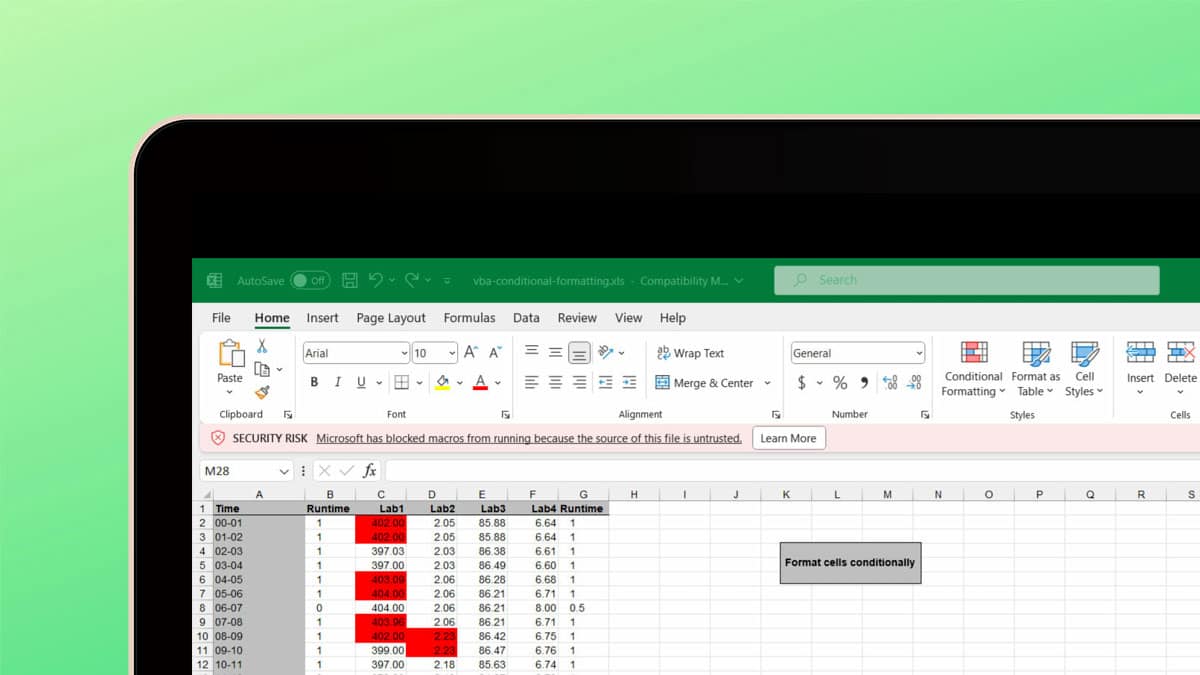 AutoSave Off vba-conditional-formatting.xls - Compatibility M... Search
File Home Insert Page Layout Formulas Data Review View Help
Arial 10 Wrap Text General
Paste B I U A Merge & Center $ % Conditional Formatting Format as Table Cell Styles Insert Delete
Clipboard Font Alignment Number Styles Cells
SECURITY RISK Microsoft has blocked macros from running because the source of this file is untrusted. Learn More
M28 fx
A B C D E F G H I J K L M N O P Q R S
1 Time Runtime Lab1 Lab2 Lab3 Lab4 Runtime
2 00-01 1 402.00 2.05 85.88 6.64 1
3 01-02 1 402.00 2.05 85.88 6.64 1
4 02-03 1 397.03 2.03 86.38 6.61 1
5 03-04 1 397.00 2.03 86.49 6.60 1
Format cells conditionally
6 04-05 1 403.09 2.06 86.28 6.68 1
7 05-06 1 404.00 2.06 86.21 6.71 1
8 06-07 0 404.00 2.06 86.21 8.00 0.5
9 07-08 1 403.96 2.06 86.21 6.71 1
10 08-09 1 402.00 2.23 86.42 6.75 1
11 09-10 1 399.00 2.23 86.47 6.76 1
12 10-11 1 397.00 2.18 85.63 6.74 1